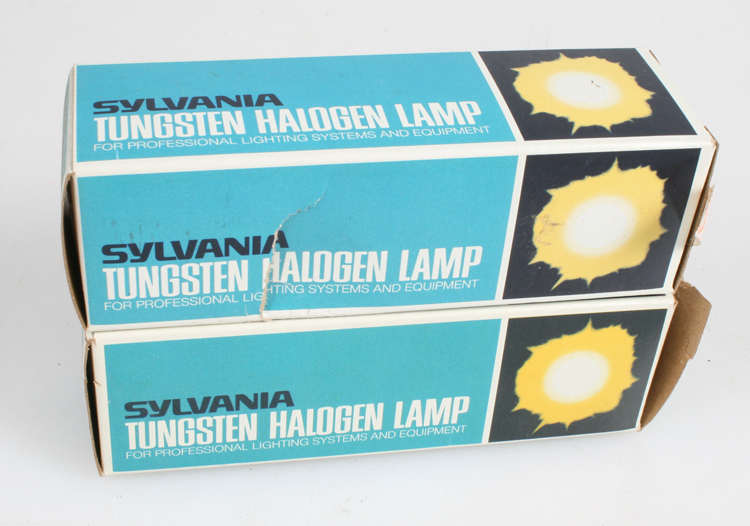 SYLVANIA
TUNGSTEN HALOGEN LAMP
FOR PROFESSIONAL LIGHTING SYSTEMS AND EQUIPMENT
SYLVANIA
TUNGSTEN HALOGEN LAMP
FOR PROFESSIONAL LIGHTING SYSTEMS AND EQUIPMENT
SYLVANIA
TUNGSTEN HALOGEN LAMP
FOR PROFESSIONAL LIGHTING SYSTEMS AND EQUIPMENT